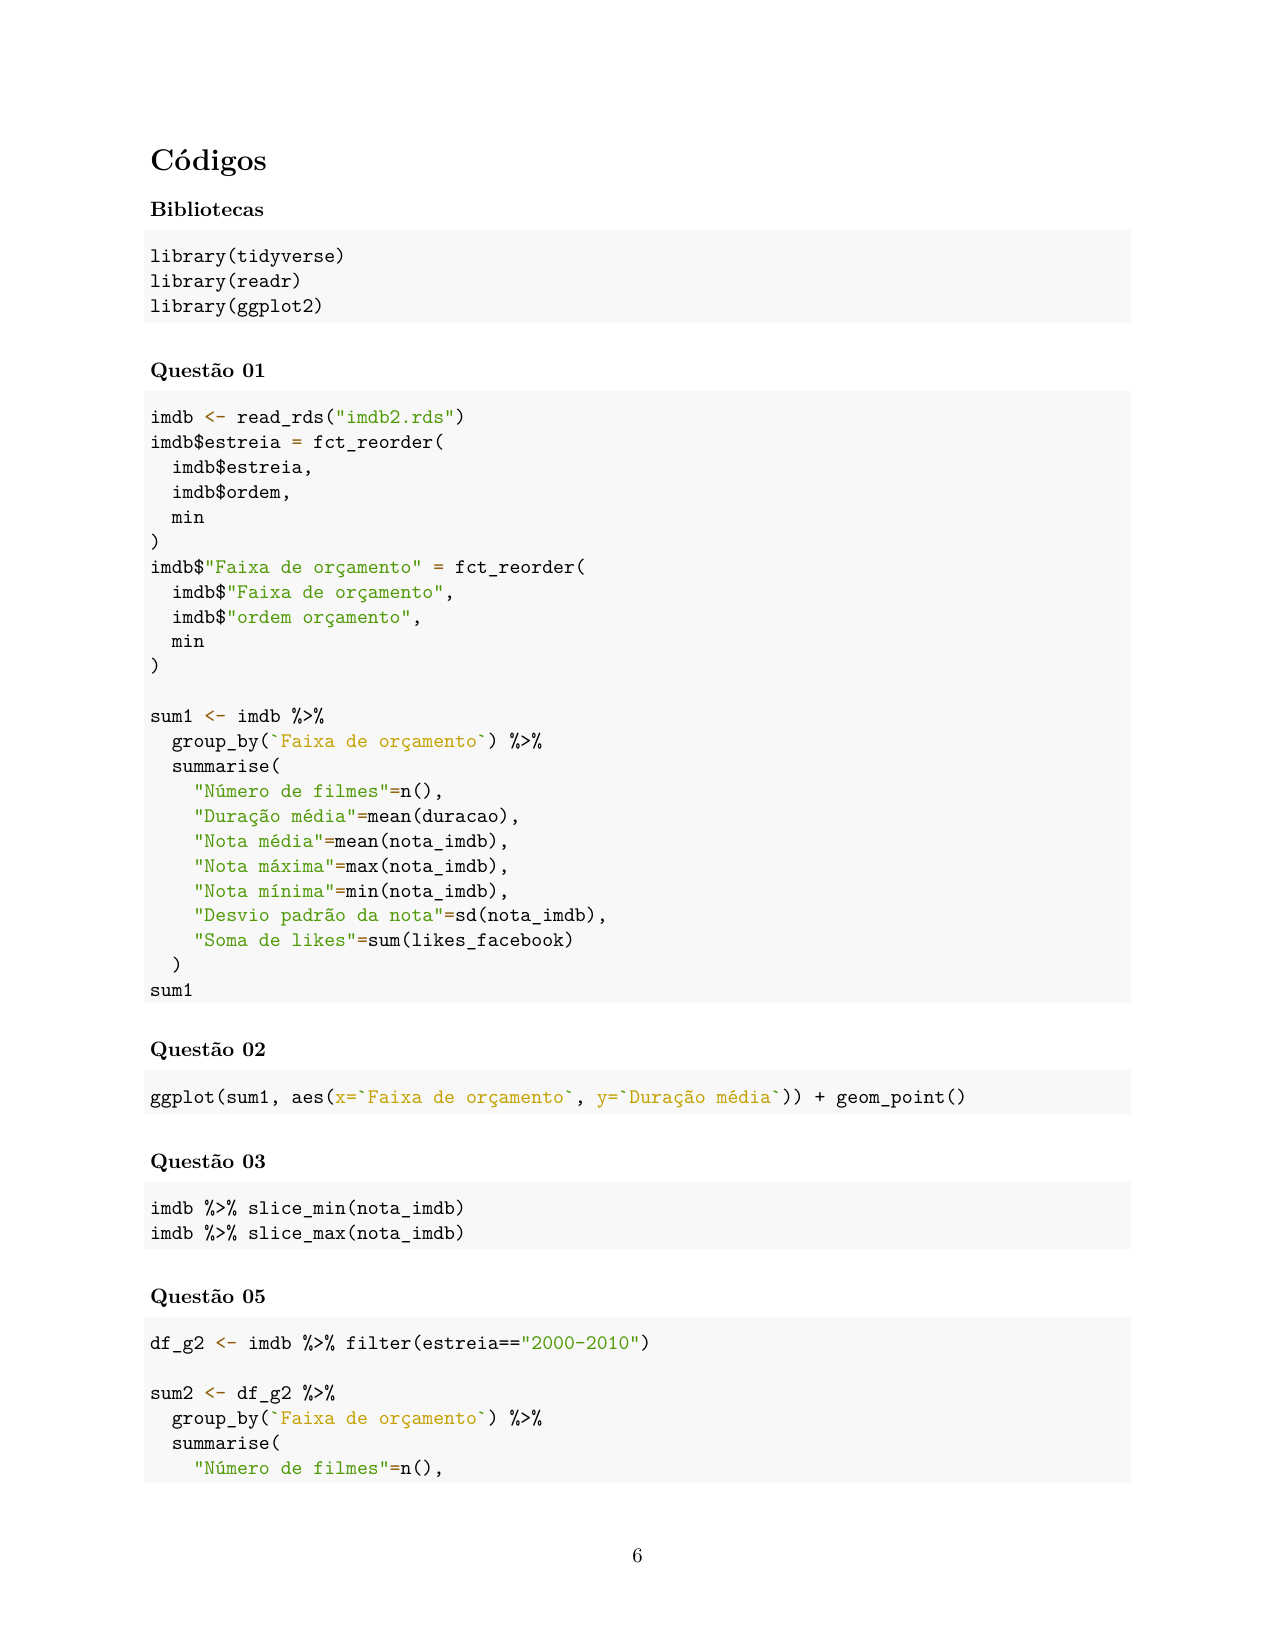 Códigos
Bibliotecas
library(tidyverse)
library(readr)
library(ggplot2)
Questão 01
imdb <- read_rds("imdb2.rds")
imdb$estreia = fct_reorder(
  imdb$estreia,
  imdb$ordem,
  min
)
imdb$"Faixa de orçamento" = fct_reorder(
  imdb$"Faixa de orçamento",
  imdb$"ordem orçamento",
  min
)
sum1 <- imdb %>%
  group_by(`Faixa de orçamento`) %>%
  summarise(
    "Número de filmes"=n(),
    "Duração média"=mean(duracao),
    "Nota média"=mean(nota_imdb),
    "Nota máxima"=max(nota_imdb),
    "Nota mínima"=min(nota_imdb),
    "Desvio padrão da nota"=sd(nota_imdb),
    "Soma de likes"=sum(likes_facebook)
  )
sum1
Questão 02
ggplot(sum1, aes(x=`Faixa de orçamento`, y=`Duração média`)) + geom_point()
Questão 03
imdb %>% slice_min(nota_imdb)
imdb %>% slice_max(nota_imdb)
Questão 05
df_g2 <- imdb %>% filter(estreia=="2000-2010")
sum2 <- df_g2 %>%
  group_by(`Faixa de orçamento`) %>%
  summarise(
    "Número de filmes"=n(),
6